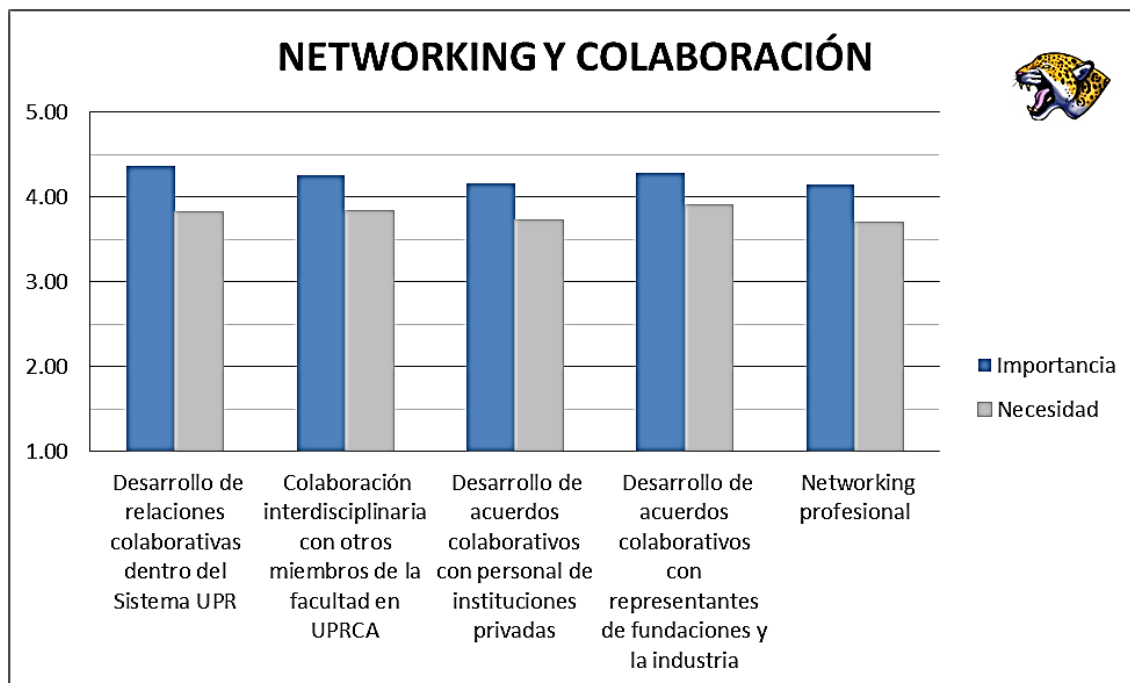 NETWORKING Y COLABORACIÓN
5.00
4.00
3.00
2.00
1.00
Importancia
Necesidad
Desarrollo de
relaciones
colaborativas
dentro del
Sistema UPR
Colaboración
interdisciplinaria
con otros
miembros de la
facultad en
UPRCA
Desarrollo de
acuerdos
colaborativos
con personal de
instituciones
privadas
Desarrollo de
acuerdos
colaborativos
con
representantes
de fundaciones y
la industria
Networking
profesional